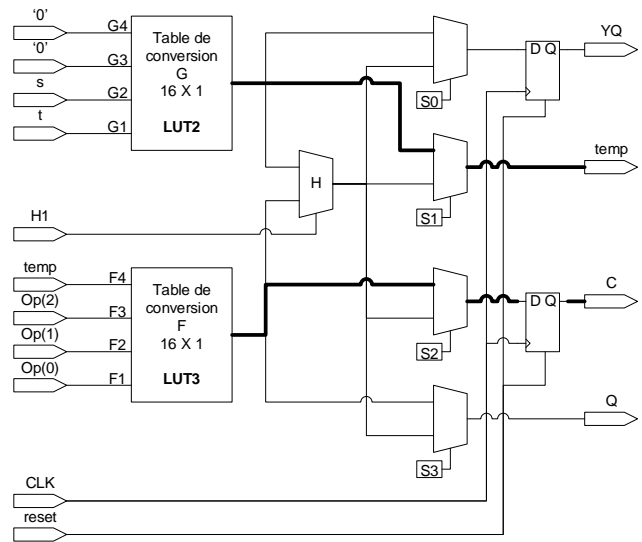 '0'
G4
'0'
G3
s
G2
t
G1
Table de
conversion
G
16 X 1
LUT2
S0
D Q
YQ
temp
H
S1
H1
temp
F4
Op(2)
F3
Op(1)
F2
Op(0)
F1
Table de
conversion
F
16 X 1
LUT3
S2
D Q
C
Q
S3
CLK
reset